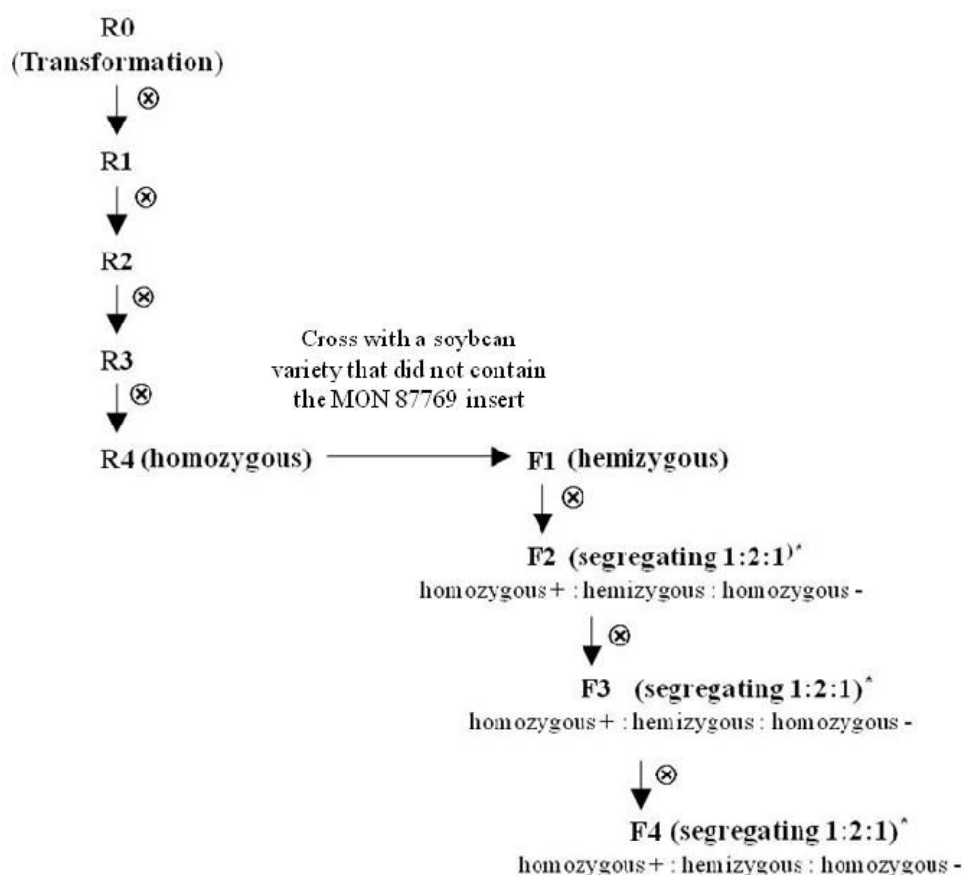 R0
(Transformation)
⊗
R1
⊗
R2
⊗
R3
⊗
Cross with a soybean
variety that did not contain
the MON 87769 insert
R4 (homozygous)
F1 (hemizygous)
⊗
F2 (segregating 1:2:1)*
homozygous + : hemizygous : homozygous -
⊗
F3 (segregating 1:2:1)*
homozygous + : hemizygous : homozygous -
⊗
F4 (segregating 1:2:1)*
homozygous + : hemizygous : homozygous -